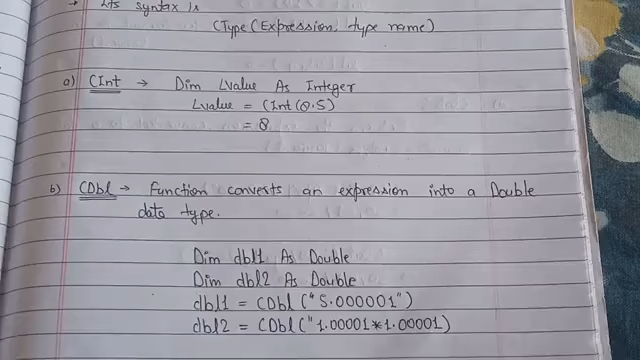 → Its syntax is
CType (Expression, type name)
a) CInt → Dim Lvalue As Integer
Lvalue = CInt (8.5)
= 8
b) CDbl → Function converts an expression into a Double
data type.
Dim dbl1 As Double
Dim dbl2 As Double
dbl1 = CDbl ("5.000001")
dbl2 = CDbl ("1.00001*1.00001)